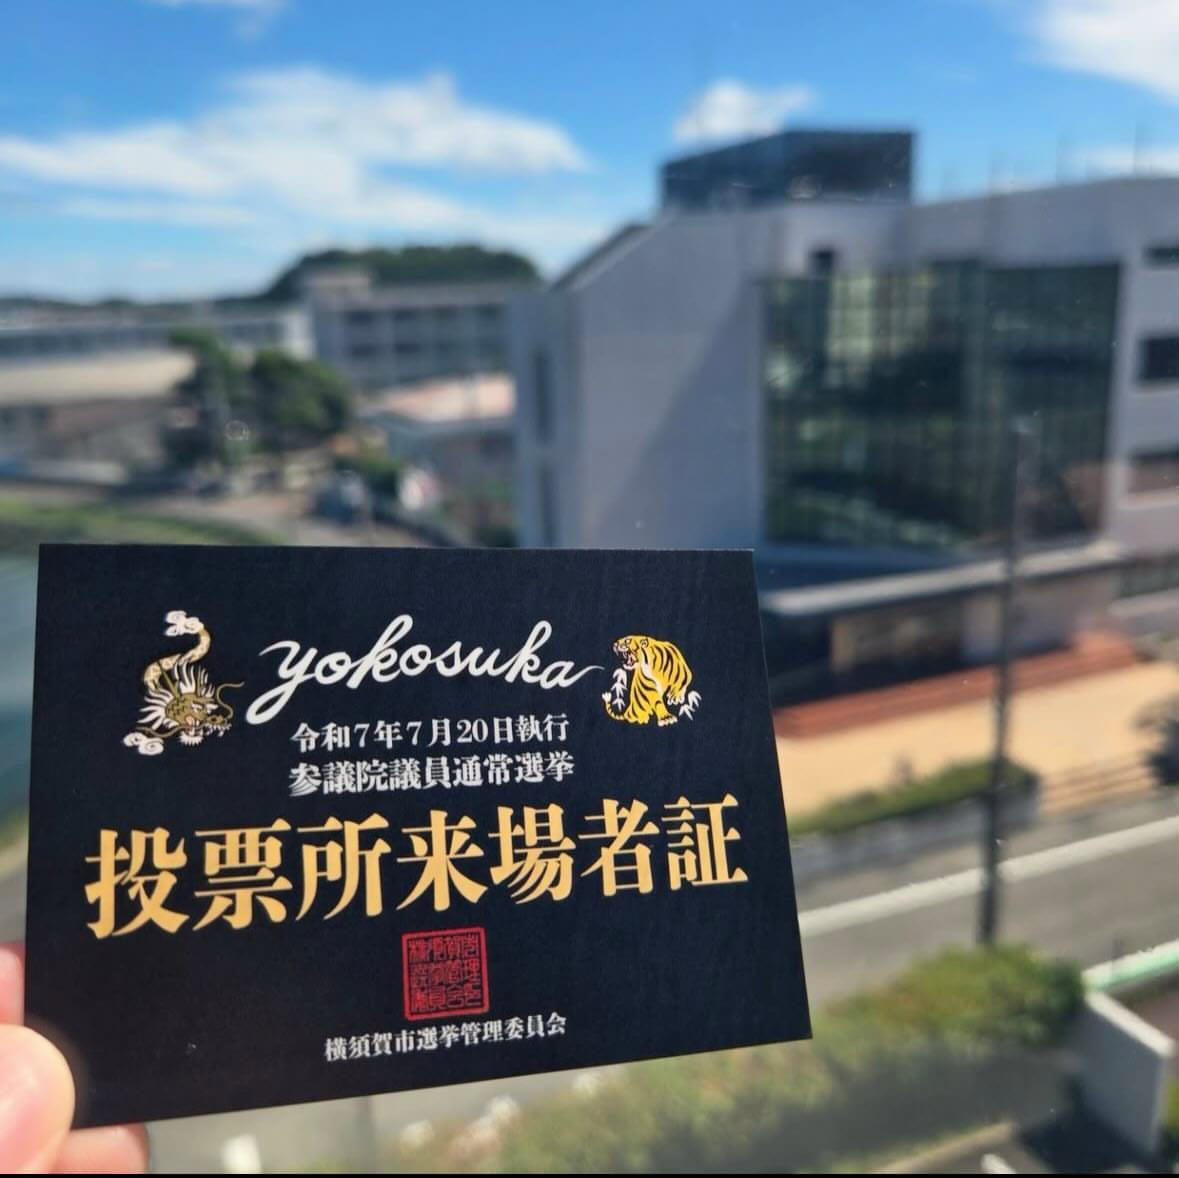 yokosuka
令和7年7月20日執行
参議院議員通常選挙
投票所来場者証
横須賀市選挙管理委員会